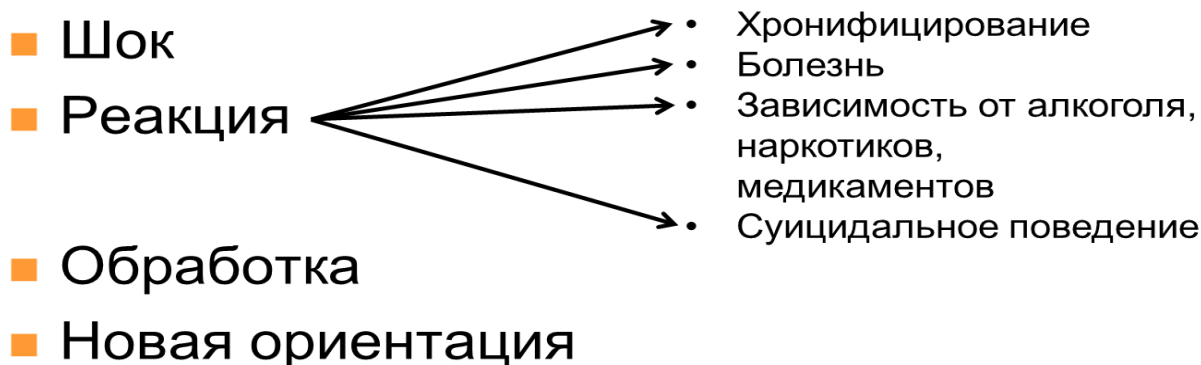 Шок
Реакция
Хронифицирование
Болезнь
Зависимость от алкоголя,
наркотиков,
медикаментов
Суицидальное поведение
Обработка
Новая ориентация